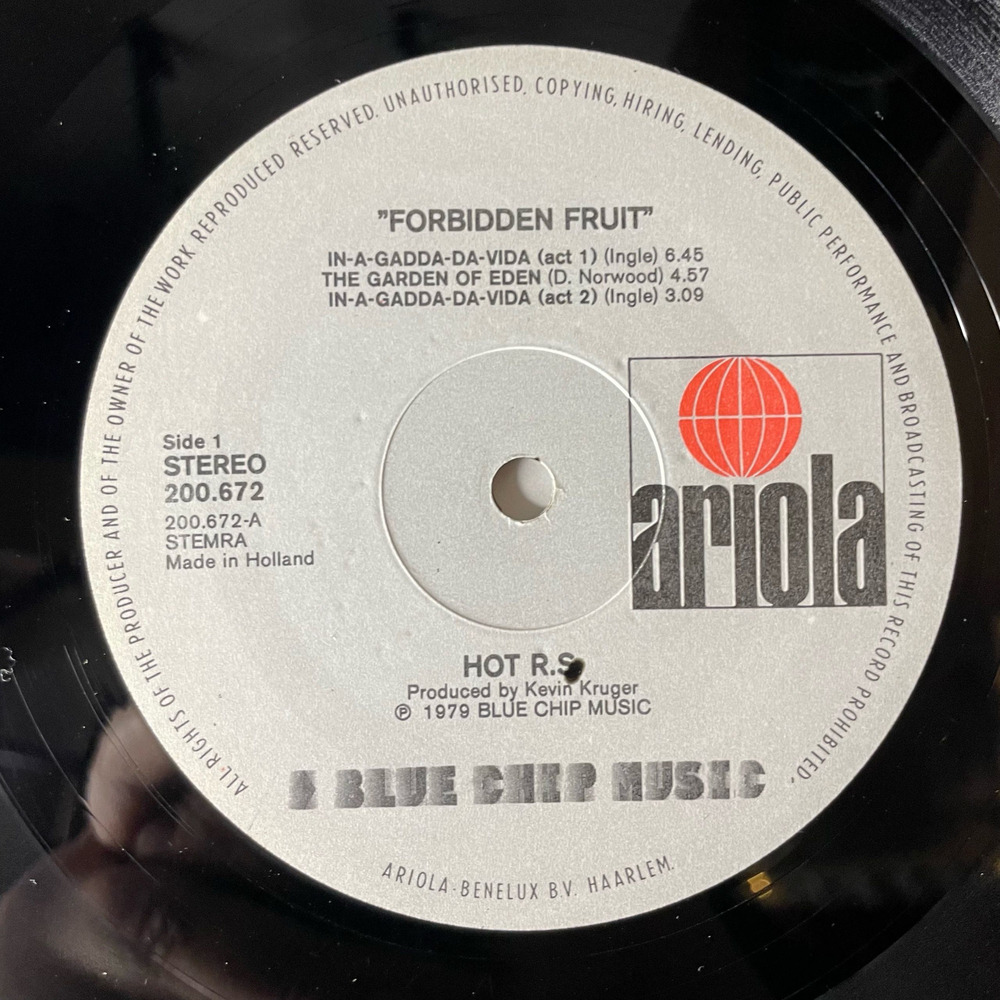 ALL RIGHTS OF THE PRODUCER AND OF THE OWNER OF THE WORK REPRODUCED RESERVED. UNAUTHORISED, COPYING, HIRING, LENDING, PUBLIC PERFORMANCE AND BROADCASTING OF THIS RECORD PROHIBITED,
”FORBIDDEN FRUIT”
IN-A-GADDA-DA-VIDA (act 1) (Ingle) 6.45
THE GARDEN OF EDEN (D. Norwood) 4.57
IN-A-GADDA-DA-VIDA (act 2) (Ingle) 3.09
Side 1
STEREO
200.672
200.672-A
STEMRA
Made in Holland
ariola
HOT R.S.
Produced by Kevin Kruger
℗ 1979 BLUE CHIP MUSIC
BLUE CHIP MUSIC
ARIOLA-BENELUX B.V. HAARLEM.